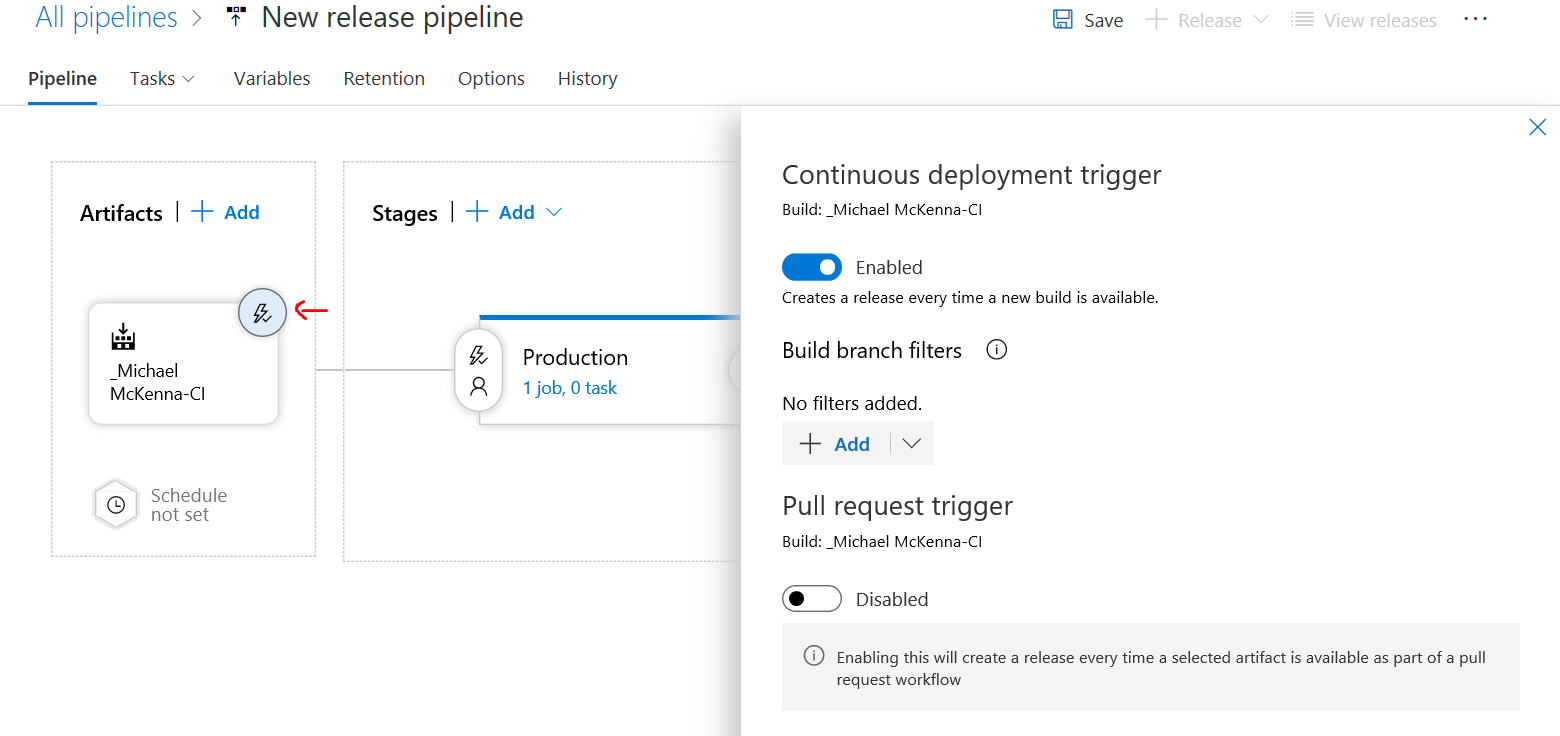 All pipelines > New release pipeline
Save Release View releases ...
Pipeline Tasks Variables Retention Options History
Artifacts | + Add
_Michael
McKenna-CI
Schedule
not set
Stages | + Add
Production
1 job, 0 task
Continuous deployment trigger
Build: _Michael McKenna-CI
Enabled
Creates a release every time a new build is available.
Build branch filters
No filters added.
+ Add
Pull request trigger
Build: _Michael McKenna-CI
Disabled
Enabling this will create a release every time a selected artifact is available as part of a pull
request workflow